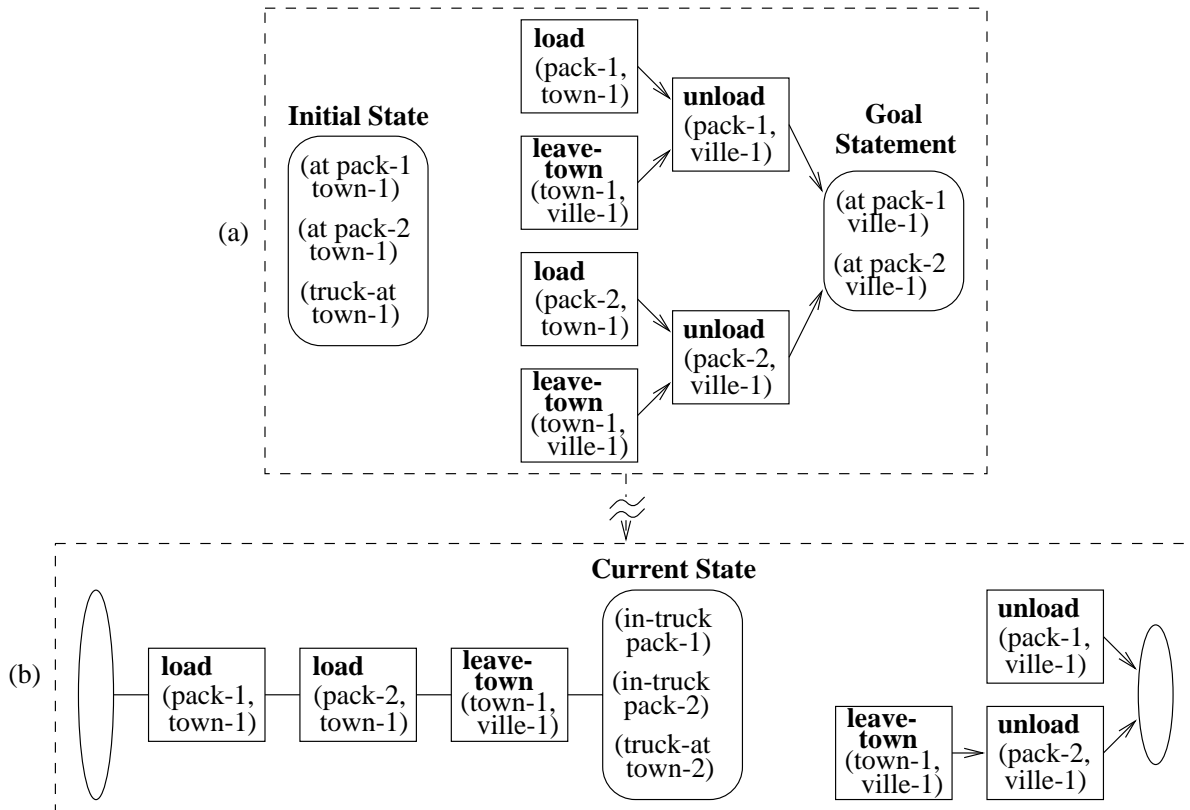 (a)
Initial State
(at pack-1
town-1)
(at pack-2
town-1)
(truck-at
town-1)
load
(pack-1,
town-1)
leave-
town
(town-1,
ville-1)
load
(pack-2,
town-1)
leave-
town
(town-1,
ville-1)
unload
(pack-1,
ville-1)
unload
(pack-2,
ville-1)
Goal
Statement
(at pack-1
ville-1)
(at pack-2
ville-1)
(b)
load
(pack-1,
town-1)
load
(pack-2,
town-1)
leave-
town
(town-1,
ville-1)
Current State
(in-truck
pack-1)
(in-truck
pack-2)
(truck-at
town-2)
leave-
town
(town-1,
ville-1)
unload
(pack-1,
ville-1)
unload
(pack-2,
ville-1)